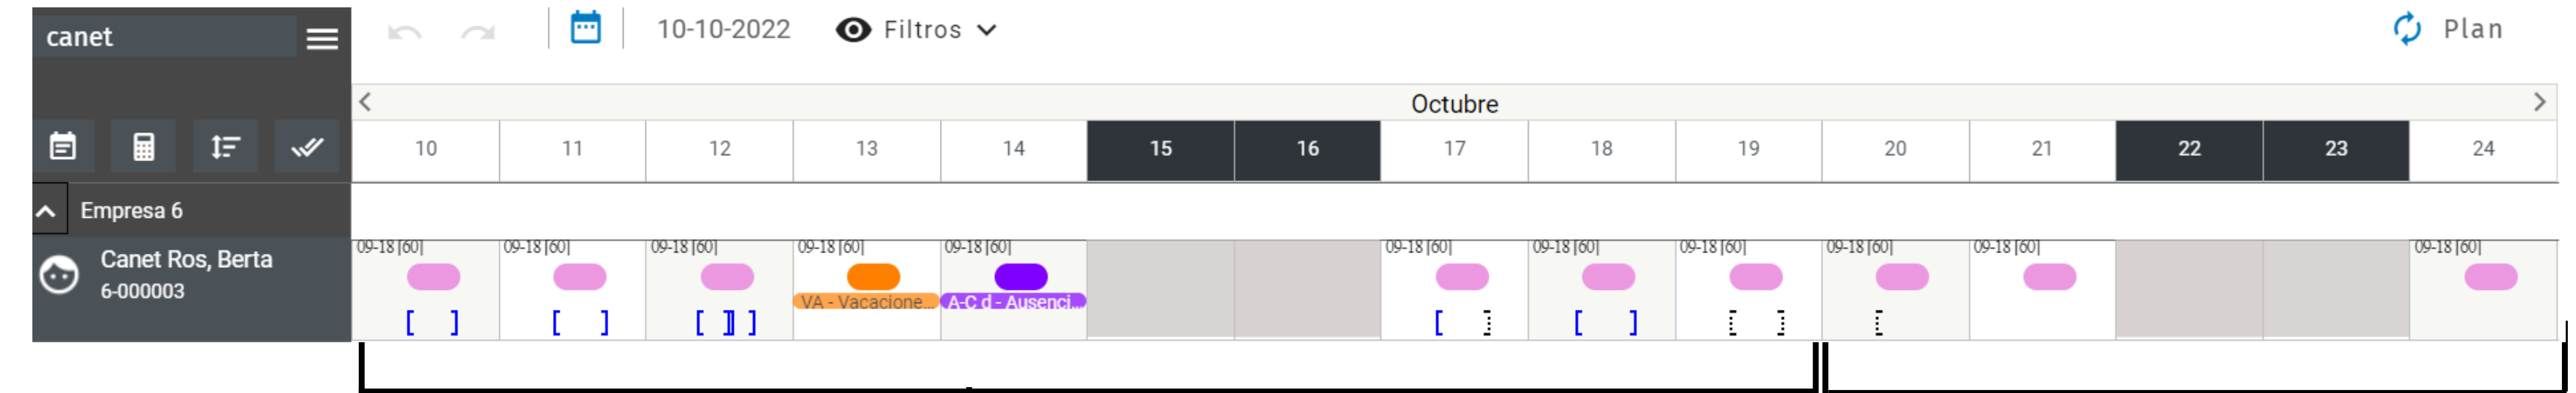 canet
10-10-2022 Filtros Plan
Octubre
10 11 12 13 14 15 16 17 18 19 20 21 22 23 24
Empresa 6
09-18 [60] 09-18 [60] 09-18 [60] 09-18 [60] 09-18 [60] 09-18 [60] 09-18 [60] 09-18 [60] 09-18 [60] 09-18 [60] 09-18 [60]
Canet Ros, Berta
6-000003
VA - Vacacione... A-C d - Ausenci...